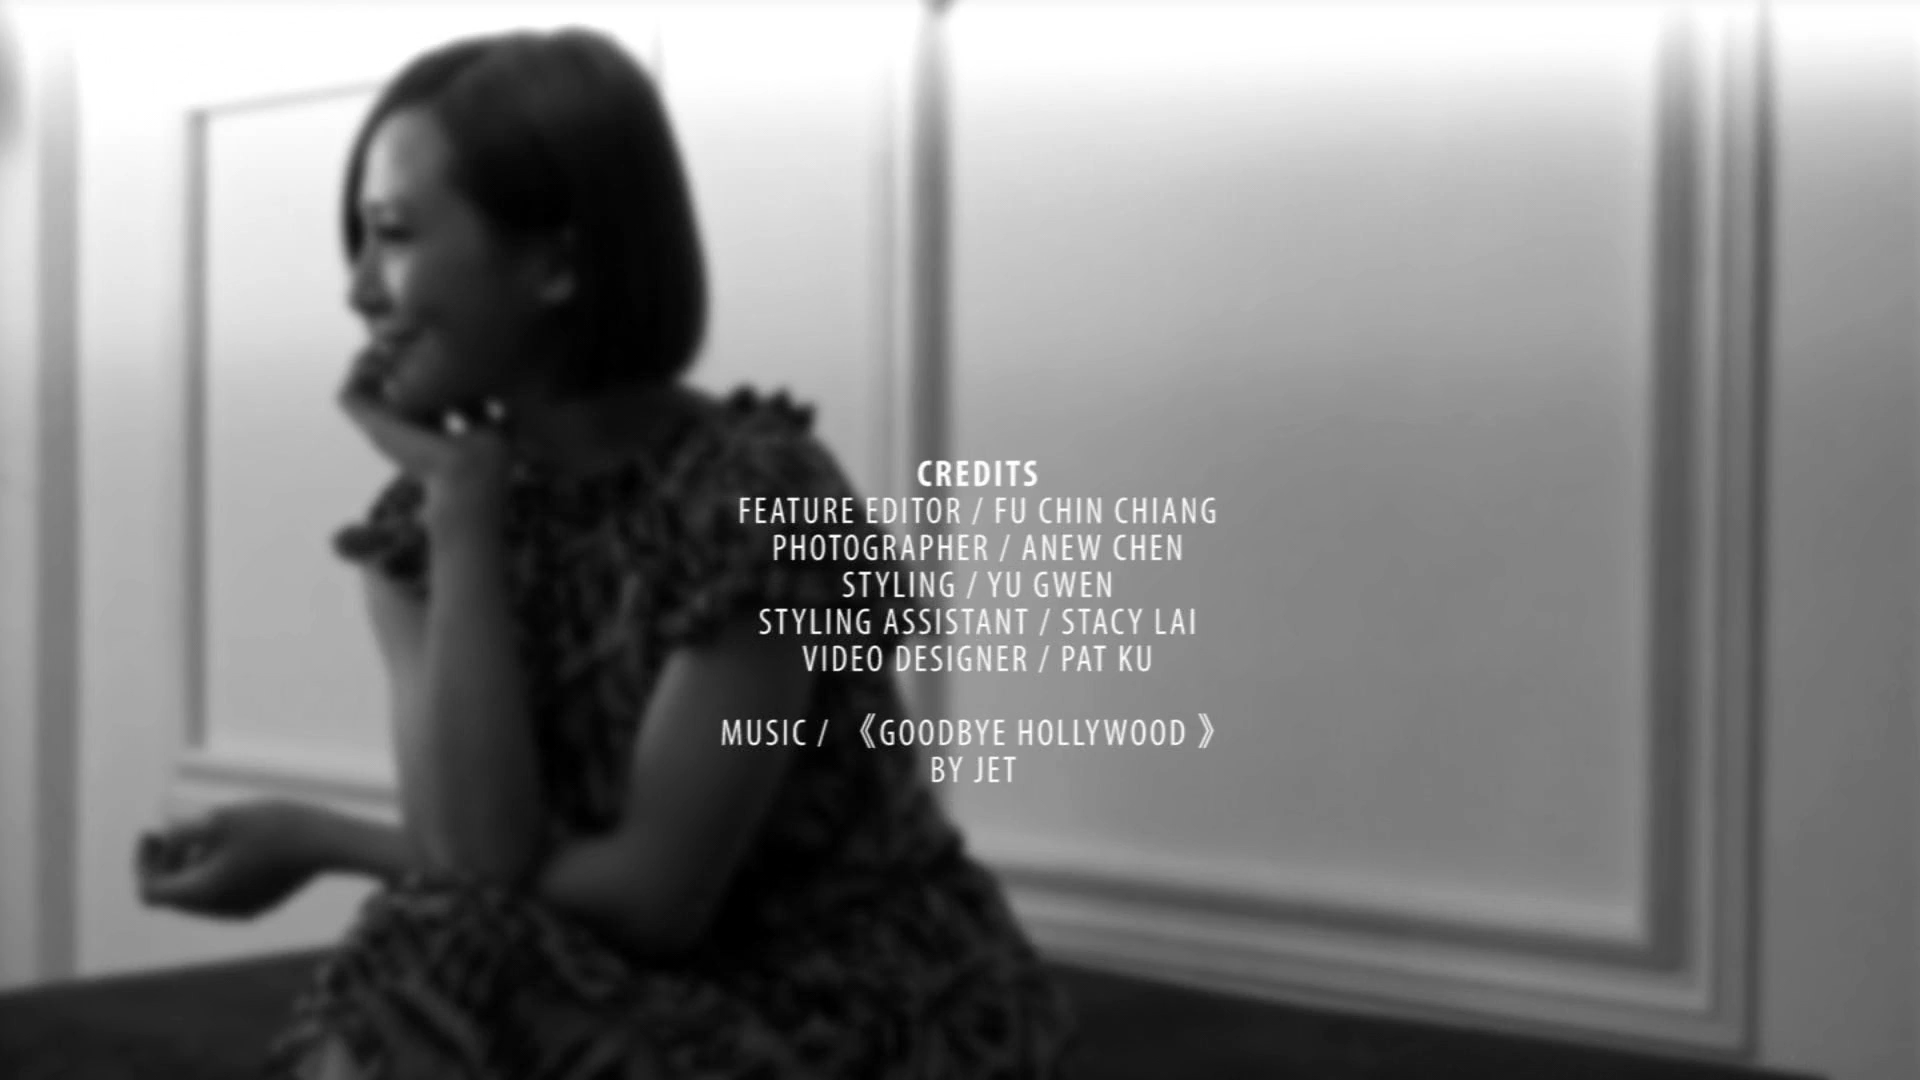 CREDITS
FEATURE EDITOR / FU CHIN CHIANG
PHOTOGRAPHER / ANEW CHEN
STYLING / YU GWEN
STYLING ASSISTANT / STACY LAI
VIDEO DESIGNER / PAT KU
MUSIC / 《GOODBYE HOLLYWOOD 》
BY JET